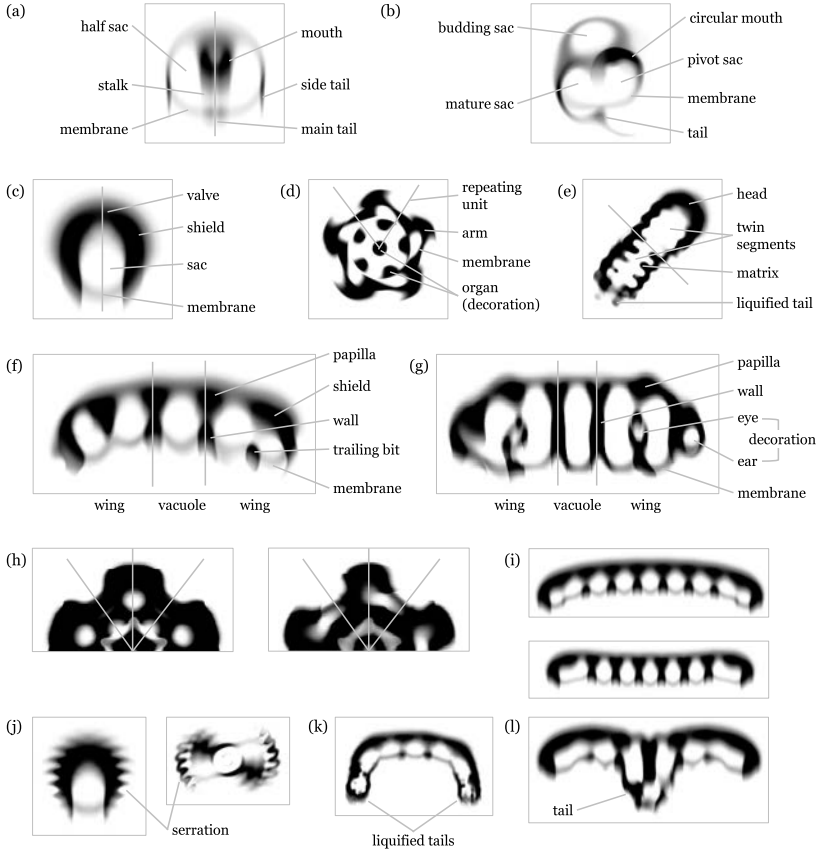 (a)
half sac
mouth
stalk
side tail
membrane
main tail
(b)
budding sac
circular mouth
pivot sac
mature sac
membrane
tail
(c)
valve
shield
sac
membrane
(d)
repeating
unit
arm
membrane
organ
(decoration)
(e)
head
twin
segments
matrix
liquified tail
(f)
papilla
shield
wall
trailing bit
membrane
wing
vacuole
wing
(g)
papilla
wall
eye
decoration
ear
membrane
wing
vacuole
wing
(h)
(i)
(j)
serration
(k)
liquified tails
(l)
tail